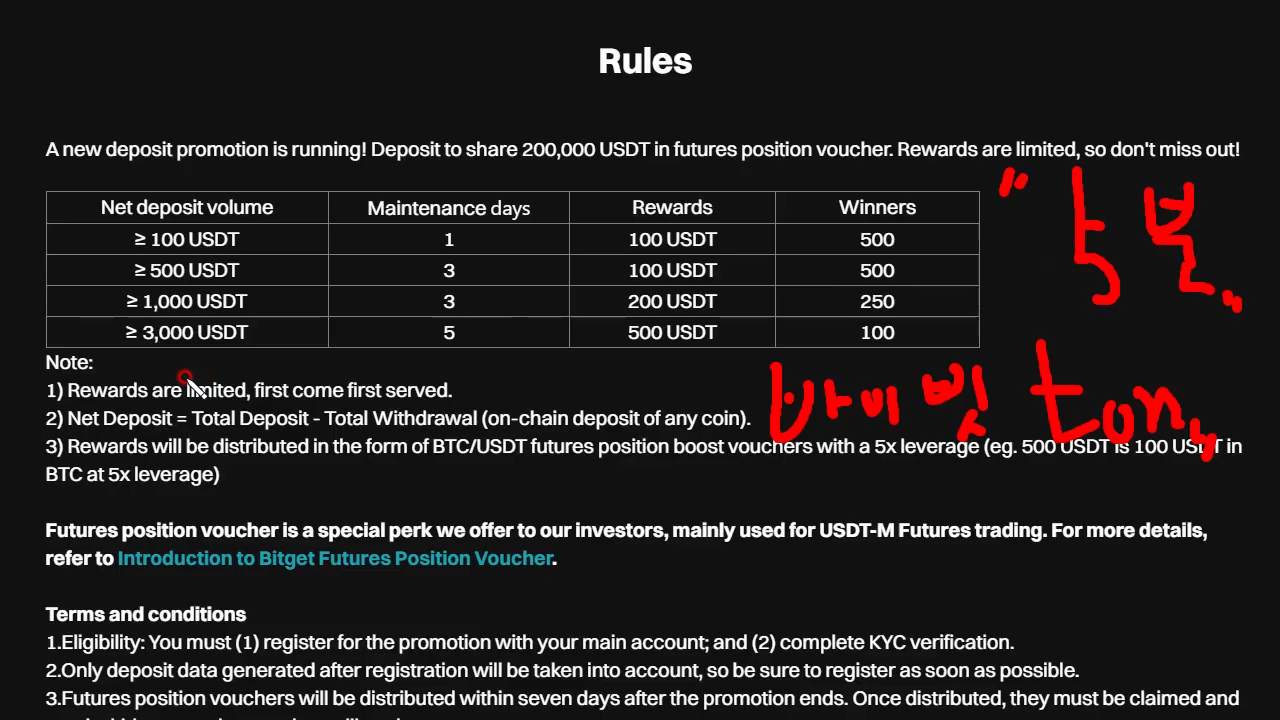 Rules
A new deposit promotion is running! Deposit to share 200,000 USDT in futures position voucher. Rewards are limited, so don't miss out!
Net deposit volume Maintenance days Rewards Winners
≥ 100 USDT 1 100 USDT 500
≥ 500 USDT 3 100 USDT 500
≥ 1,000 USDT 3 200 USDT 250
≥ 3,000 USDT 5 500 USDT 100
Note:
1) Rewards are limited, first come first served.
2) Net Deposit = Total Deposit - Total Withdrawal (on-chain deposit of any coin).
바이빗 ton,
3) Rewards will be distributed in the form of BTC/USDT futures position boost vouchers with a 5x leverage (eg. 500 USDT is 100 USDT in
BTC at 5x leverage)
Futures position voucher is a special perk we offer to our investors, mainly used for USDT-M Futures trading. For more details,
refer to Introduction to Bitget Futures Position Voucher.
Terms and conditions
1.Eligibility: You must (1) register for the promotion with your main account; and (2) complete KYC verification.
2.Only deposit data generated after registration will be taken into account, so be sure to register as soon as possible.
3.Futures position vouchers will be distributed within seven days after the promotion ends. Once distributed, they must be claimed and